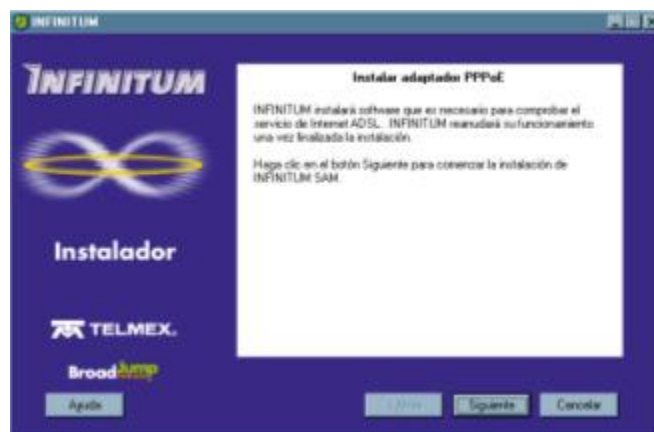 INFINITUM
INFINITUM
Instalar adaptador PPPoE
INFINITUM instalará software que es necesario para comprobar el
servicio de Internet ADSL. INFINITUM reanudará su funcionamiento
una vez finalizada la instalación.
Haga clic en el botón Siguiente para comenzar la instalación de
INFINITUM SAM.
Instalador
TELMEX.
BroadJump
Ayuda
Siguiente
Cancelar